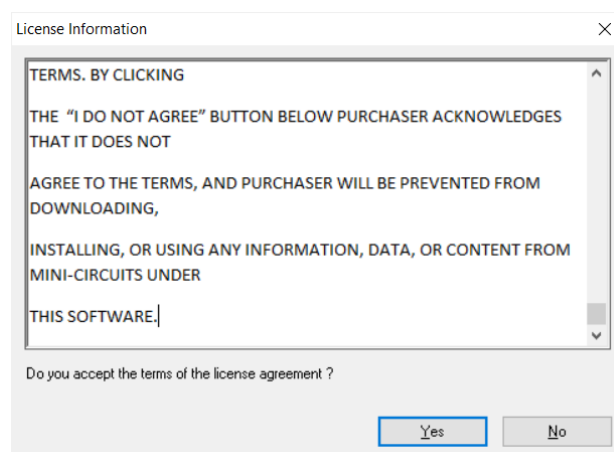 License Information
TERMS. BY CLICKING
THE “I DO NOT AGREE” BUTTON BELOW PURCHASER ACKNOWLEDGES
THAT IT DOES NOT
AGREE TO THE TERMS, AND PURCHASER WILL BE PREVENTED FROM
DOWNLOADING,
INSTALLING, OR USING ANY INFORMATION, DATA, OR CONTENT FROM
MINI-CIRCUITS UNDER
THIS SOFTWARE.
Do you accept the terms of the license agreement ?
Yes
No